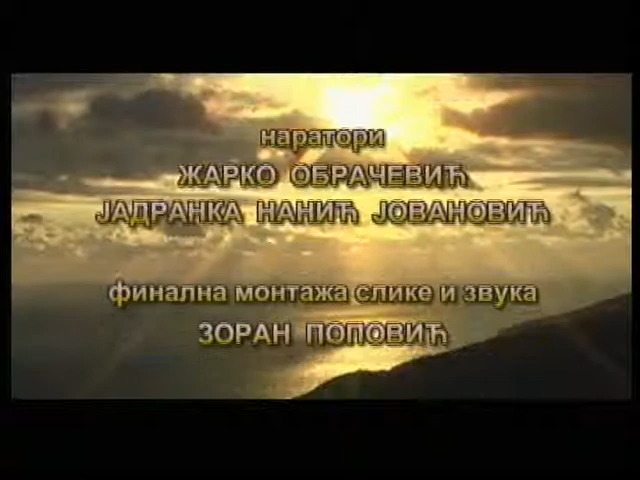 наратори
ЖАРКО ОБРАЧЕВИЋ
ЈАДРАНКА НАНИЋ ЈОВАНОВИЋ
финална монтажа слике и звука
ЗОРАН ПОПОВИЋ